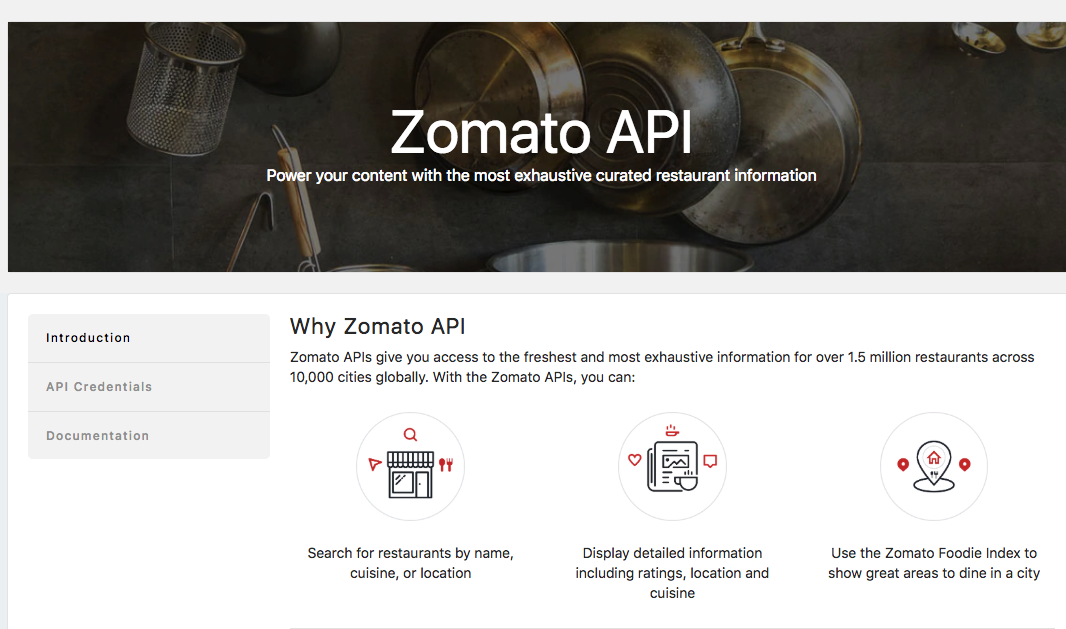 Zomato API
Power your content with the most exhaustive curated restaurant information
Introduction
API Credentials
Documentation
Why Zomato API
Zomato APIs give you access to the freshest and most exhaustive information for over 1.5 million restaurants across
10,000 cities globally. With the Zomato APIs, you can:
Search for restaurants by name,
cuisine, or location
Display detailed information
including ratings, location and
cuisine
Use the Zomato Foodie Index to
show great areas to dine in a city